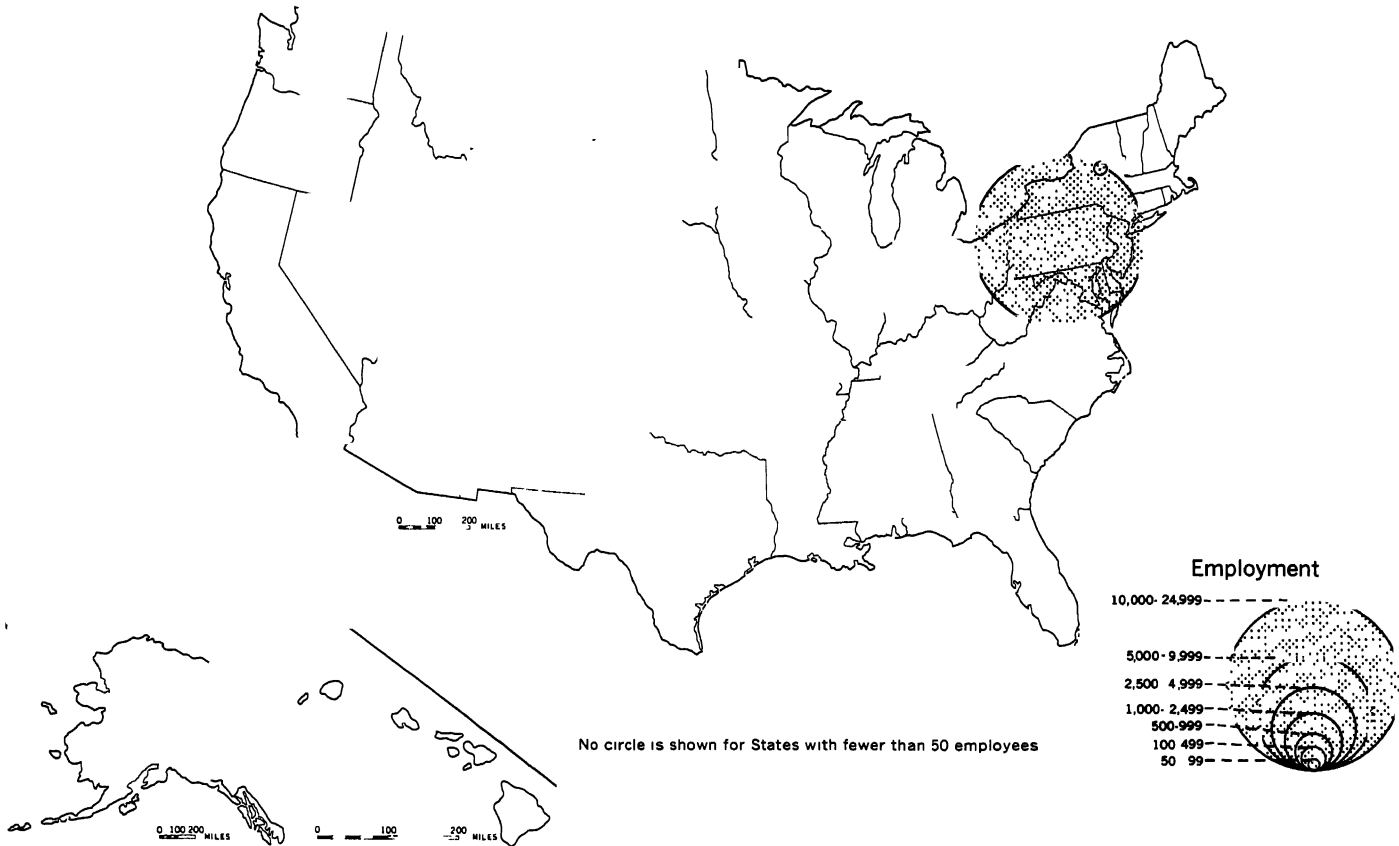 0 100 200 MILES
Employment
10,000-24,999
5,000-9,999
2,500 4,999
1,000-2,499
500-999
100 499
50 99
No circle is shown for States with fewer than 50 employees
0 100 200 MILES
0 100 200 MILES